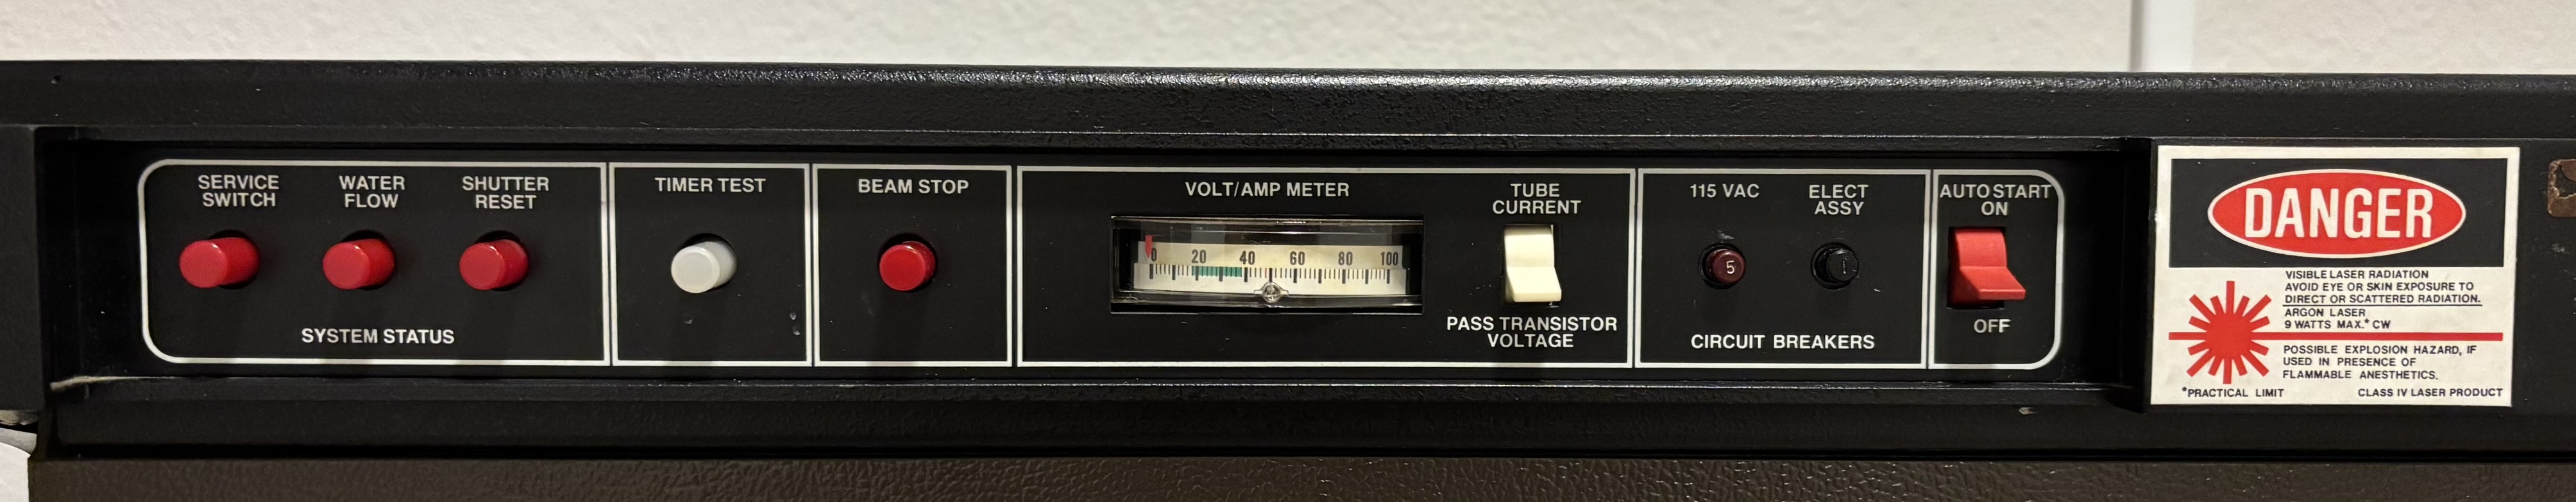 SERVICE
SWITCH
WATER
FLOW
SHUTTER
RESET
SYSTEM STATUS
TIMER TEST
BEAM STOP
VOLT/AMP METER
0 20 40 60 80 100
TUBE
CURRENT
PASS TRANSISTOR
VOLTAGE
115 VAC
5
ELECT
ASSY
1
CIRCUIT BREAKERS
AUTO START
ON
OFF
DANGER
VISIBLE LASER RADIATION
AVOID EYE OR SKIN EXPOSURE TO
DIRECT OR SCATTERED RADIATION.
ARGON LASER
9 WATTS MAX.* CW
POSSIBLE EXPLOSION HAZARD, IF
USED IN PRESENCE OF
FLAMMABLE ANESTHETICS.
*PRACTICAL LIMIT CLASS IV LASER PRODUCT